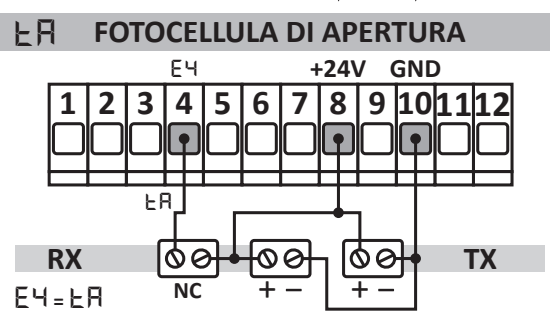 tA FOTOCELLULA DI APERTURA
E4 +24V GND
1 2 3 4 5 6 7 8 9 10 11 12
tA
RX NC + − + − TX
E4=tA